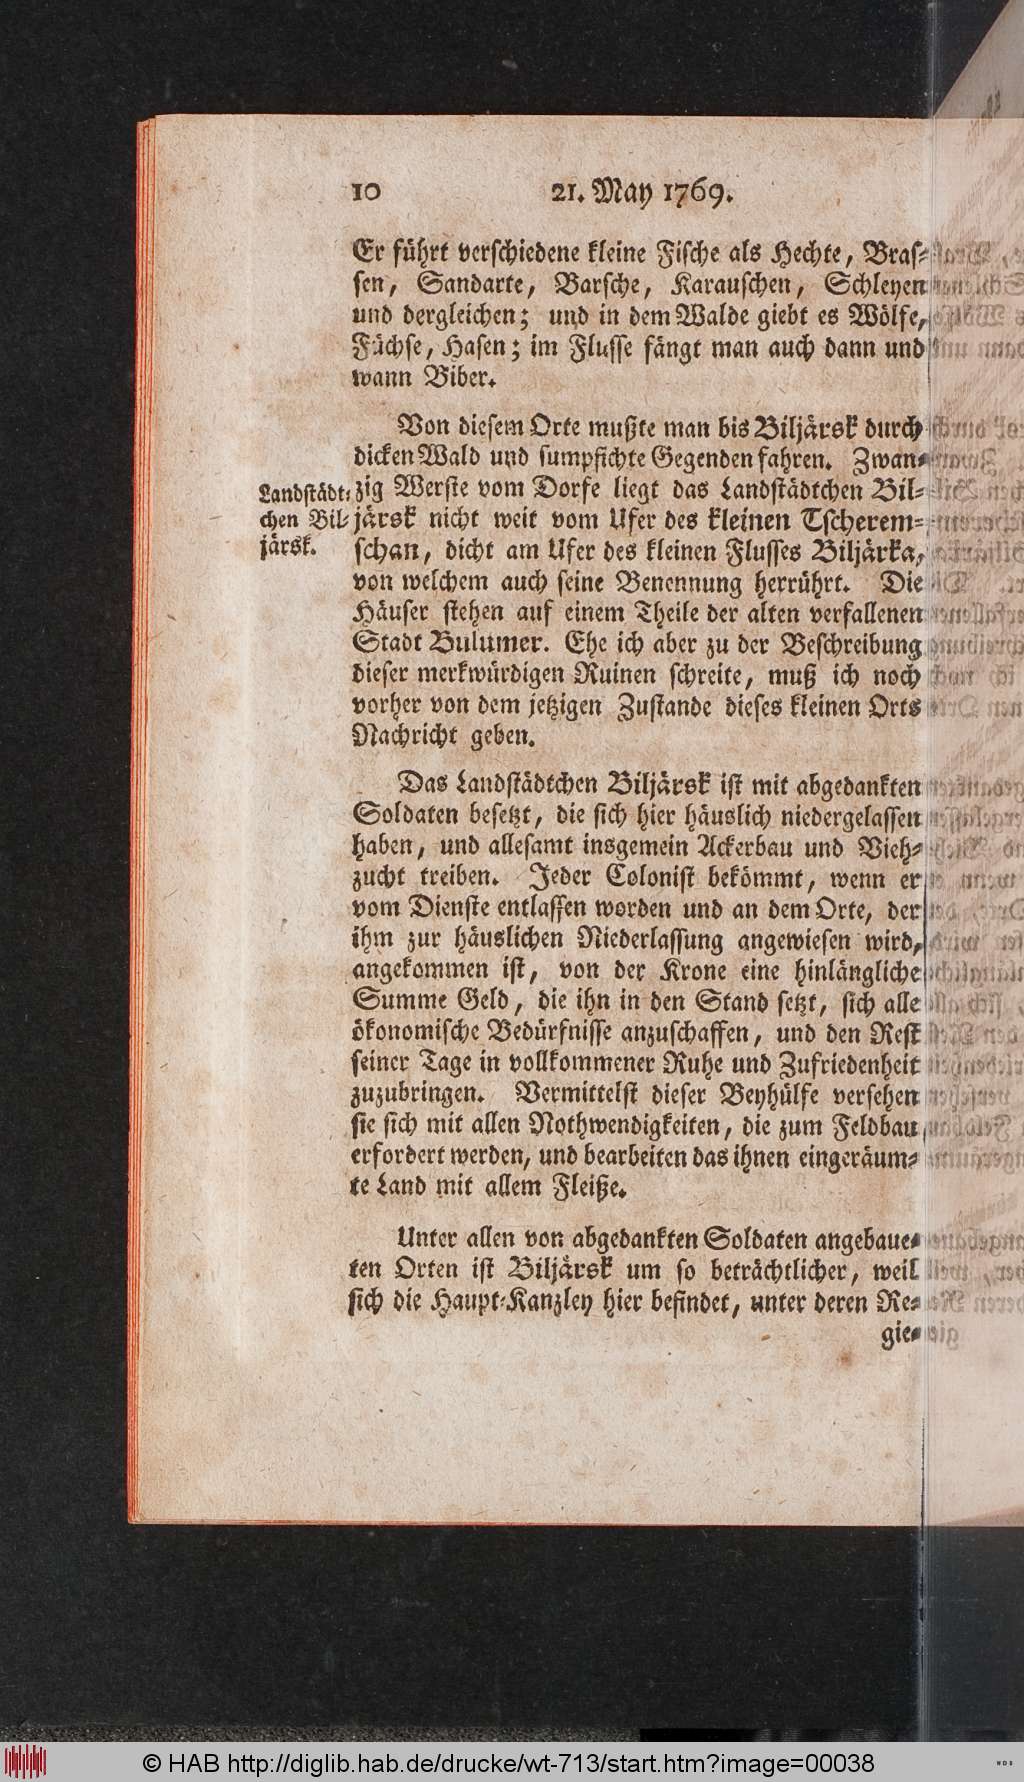 10 21. May 1769.
Er führt verschiedene kleine Fische als Hechte, Bras-
sen, Sandarte, Barsche, Karauschen, Schleyen
und dergleichen; und in dem Walde giebt es Wölfe,
Füchse, Hasen; im Flusse fängt man auch dann und
wann Biber.
Von diesem Orte mußte man bis Biljärsk durch
dicken Wald und sumpfichte Gegenden fahren. Zwan-
zig Werste vom Dorfe liegt das Landstädtchen Bil-
järsk nicht weit vom Ufer des kleinen Tscherem-
schan, dicht am Ufer des kleinen Flusses Biljärka,
von welchem auch seine Benennung herrührt. Die
Häuser stehen auf einem Theile der alten verfallenen
Stadt Bulumer. Ehe ich aber zu der Beschreibung
dieser merkwürdigen Ruinen schreite, muß ich noch
vorher von dem jetzigen Zustande dieses kleinen Orts
Nachricht geben.
Landstädt-
chen Bil-
järsk.
Das Landstädtchen Biljärsk ist mit abgedankten
Soldaten besetzt, die sich hier häuslich niedergelassen
haben, und allesamt insgemein Ackerbau und Vieh-
zucht treiben. Jeder Colonist bekömmt, wenn er
vom Dienste entlassen worden und an dem Orte, der
ihm zur häuslichen Niederlassung angewiesen wird,
angekommen ist, von der Krone eine hinlängliche
Summe Geld, die ihn in den Stand setzt, sich alle
ökonomische Bedürfnisse anzuschaffen, und den Rest
seiner Tage in vollkommener Ruhe und Zufriedenheit
zuzubringen. Vermittelst dieser Beyhülfe versehen
sie sich mit allen Nothwendigkeiten, die zum Feldbau
erfordert werden, und bearbeiten das ihnen eingeräum-
te Land mit allem Fleiße.
Unter allen von abgedankten Soldaten angebaue-
ten Orten ist Biljärsk um so beträchtlicher, weil
sich die Haupt-Kanzley hier befindet, unter deren Re-
gie-
© HAB http://diglib.hab.de/drucke/wt-713/start.htm?image=00038